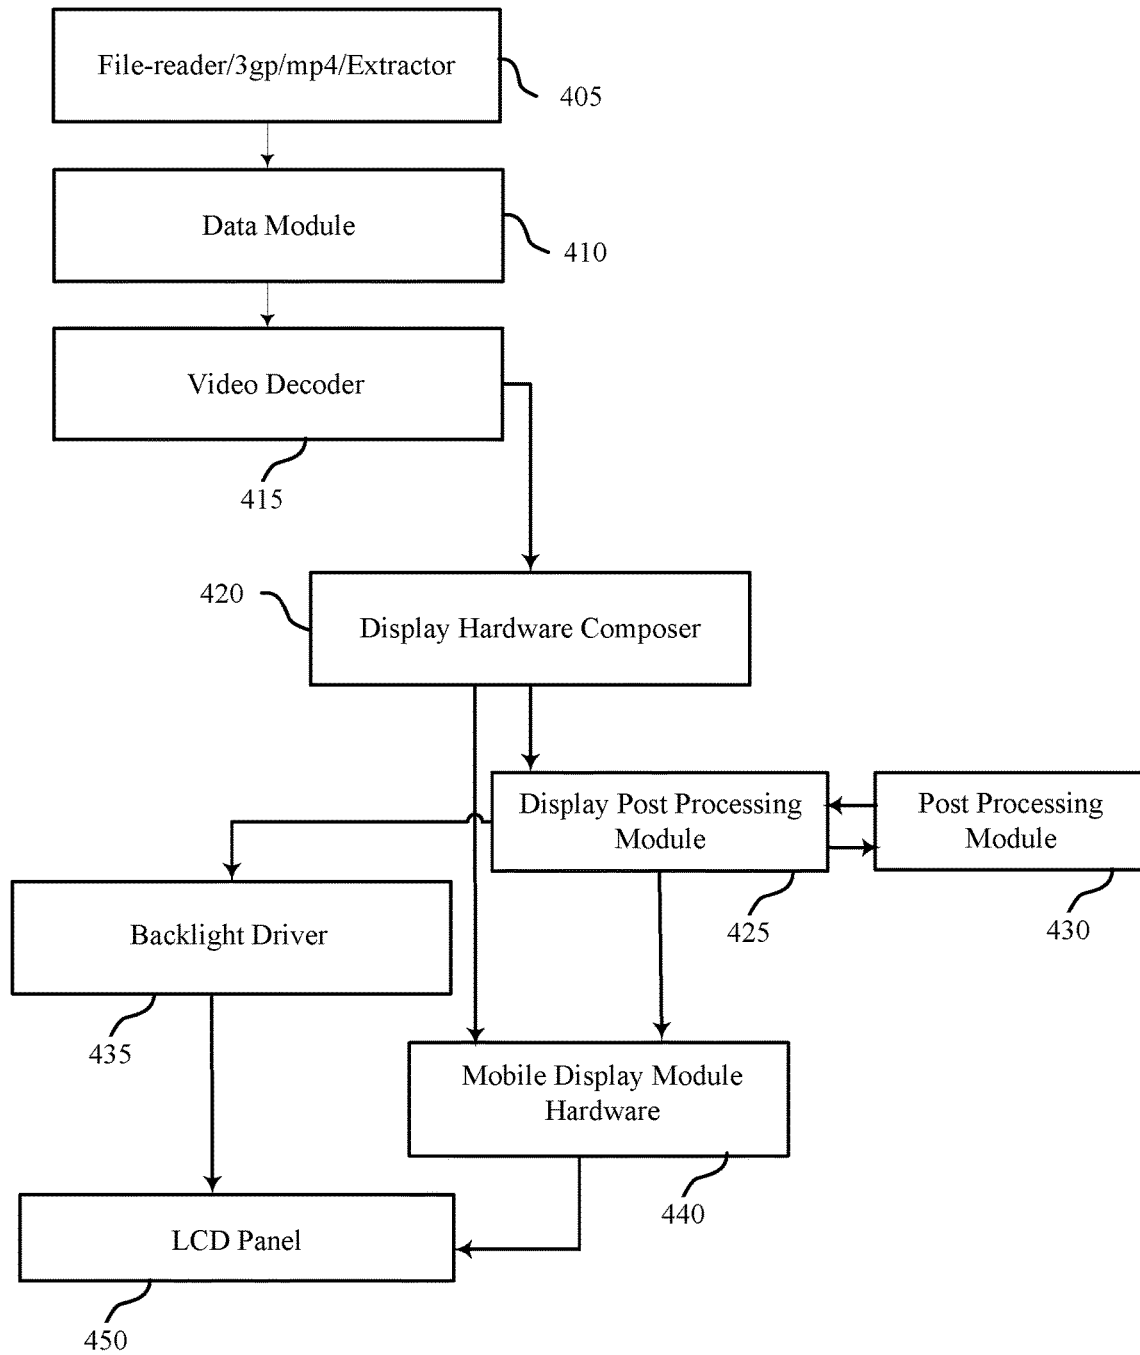 File-reader/3gp/mp4/Extractor
405
Data Module
410
Video Decoder
415
420
Display Hardware Composer
Display Post Processing
Module
Post Processing
Module
425
430
Backlight Driver
435
Mobile Display Module
Hardware
440
LCD Panel
450